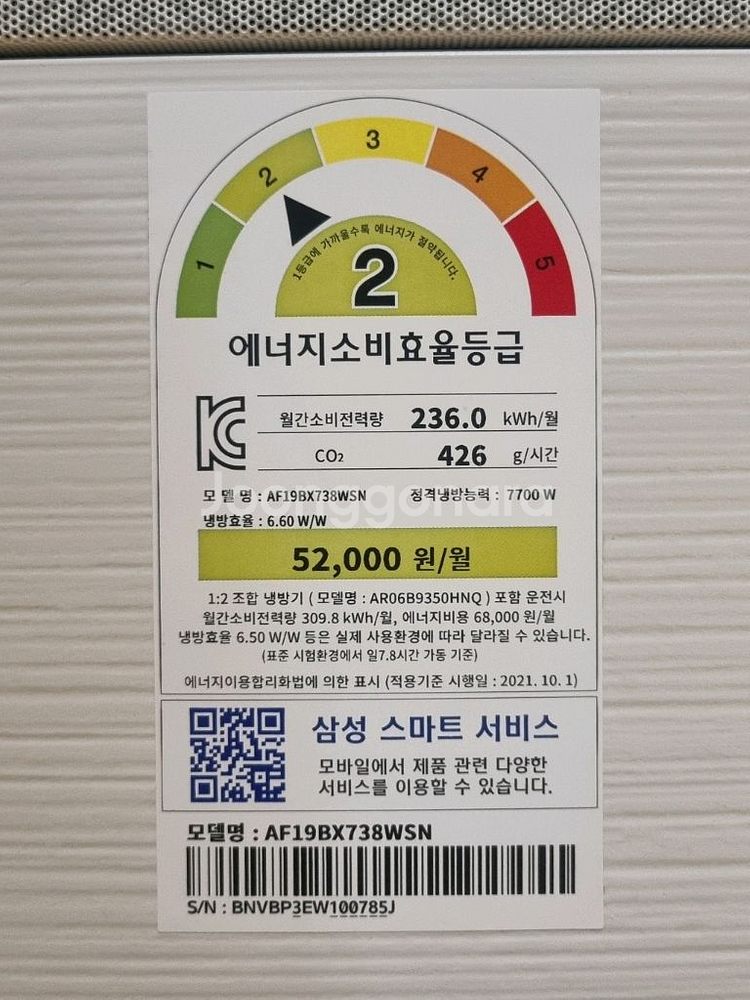 1
2
3
4
5
1등급에 가까울수록 에너지가 절약됩니다.
2
에너지소비효율등급
월간소비전력량 236.0 kWh/월
CO₂ 426 g/시간
모 델 명 : AF19BX738WSN 정격냉방능력 : 7700 W
Joonggonara
냉방효율 : 6.60 W/W
52,000 원/월
1:2 조합 냉방기 ( 모델명 : AR06B9350HNQ ) 포함 운전시
월간소비전력량 309.8 kWh/월, 에너지비용 68,000 원/월
냉방효율 6.50 W/W 등은 실제 사용환경에 따라 달라질 수 있습니다.
(표준 시험환경에서 일7.8시간 가동 기준)
에너지이용합리화법에 의한 표시 (적용기준 시행일 : 2021. 10. 1)
삼성 스마트 서비스
모바일에서 제품 관련 다양한
서비스를 이용할 수 있습니다.
모델명 : AF19BX738WSN
S/N : BNVBP3EW100785J